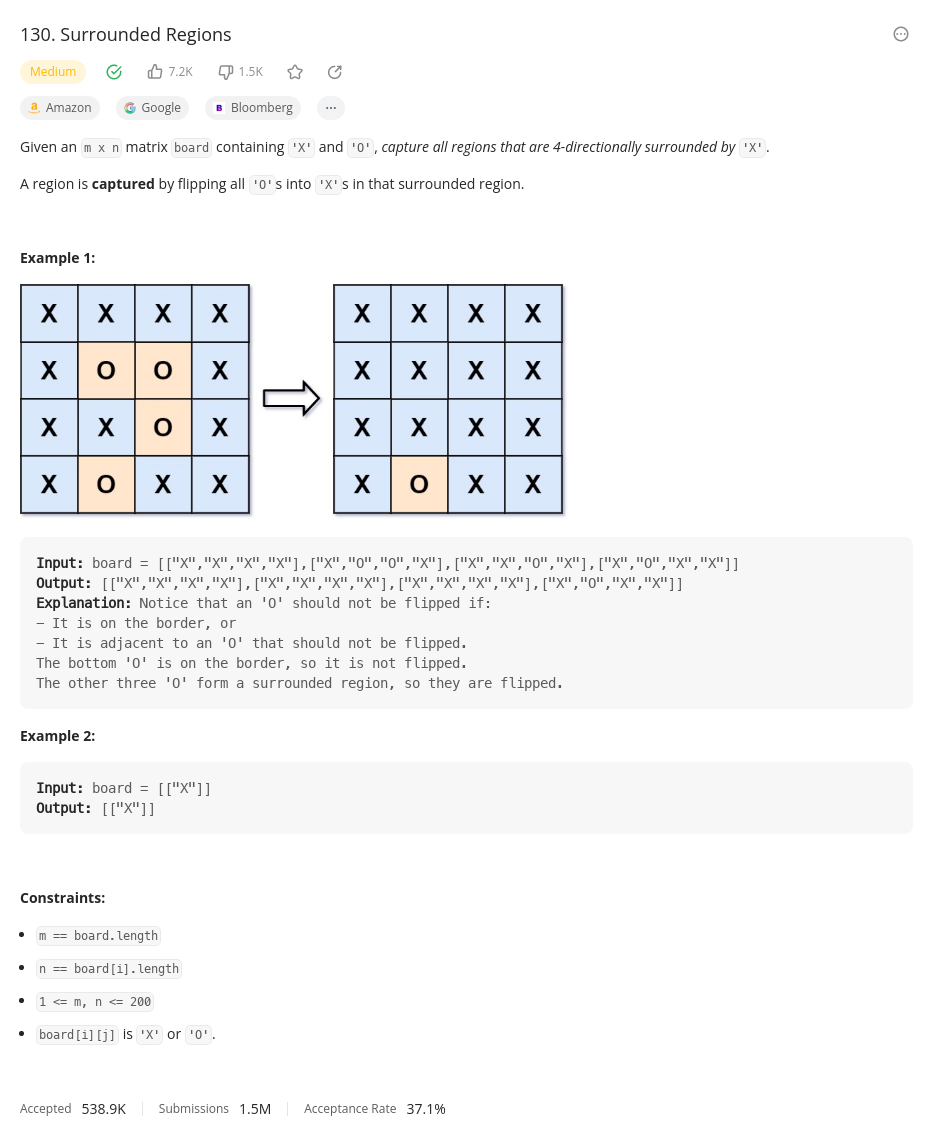 130. Surrounded Regions
Medium 7.2K 1.5K
Amazon Google B Bloomberg ...
Given an m x n matrix board containing 'X' and 'O', capture all regions that are 4-directionally surrounded by 'X'.
A region is captured by flipping all 'O's into 'X's in that surrounded region.
Example 1:
X X X X X X X X
X O O X X X X X
X X O X X X X X
X O X X X O X X
Input: board = [["X","X","X","X"],["X","O","O","X"],["X","X","O","X"],["X","O","X","X"]]
Output: [["X","X","X","X"],["X","X","X","X"],["X","X","X","X"],["X","O","X","X"]]
Explanation: Notice that an 'O' should not be flipped if:
− It is on the border, or
− It is adjacent to an 'O' that should not be flipped.
The bottom 'O' is on the border, so it is not flipped.
The other three 'O' form a surrounded region, so they are flipped.
Example 2:
Input: board = [["X"]]
Output: [["X"]]
Constraints:
• m == board.length
• n == board[i].length
• 1 <= m, n <= 200
• board[i][j] is 'X' or 'O'.
Accepted 538.9K Submissions 1.5M Acceptance Rate 37.1%